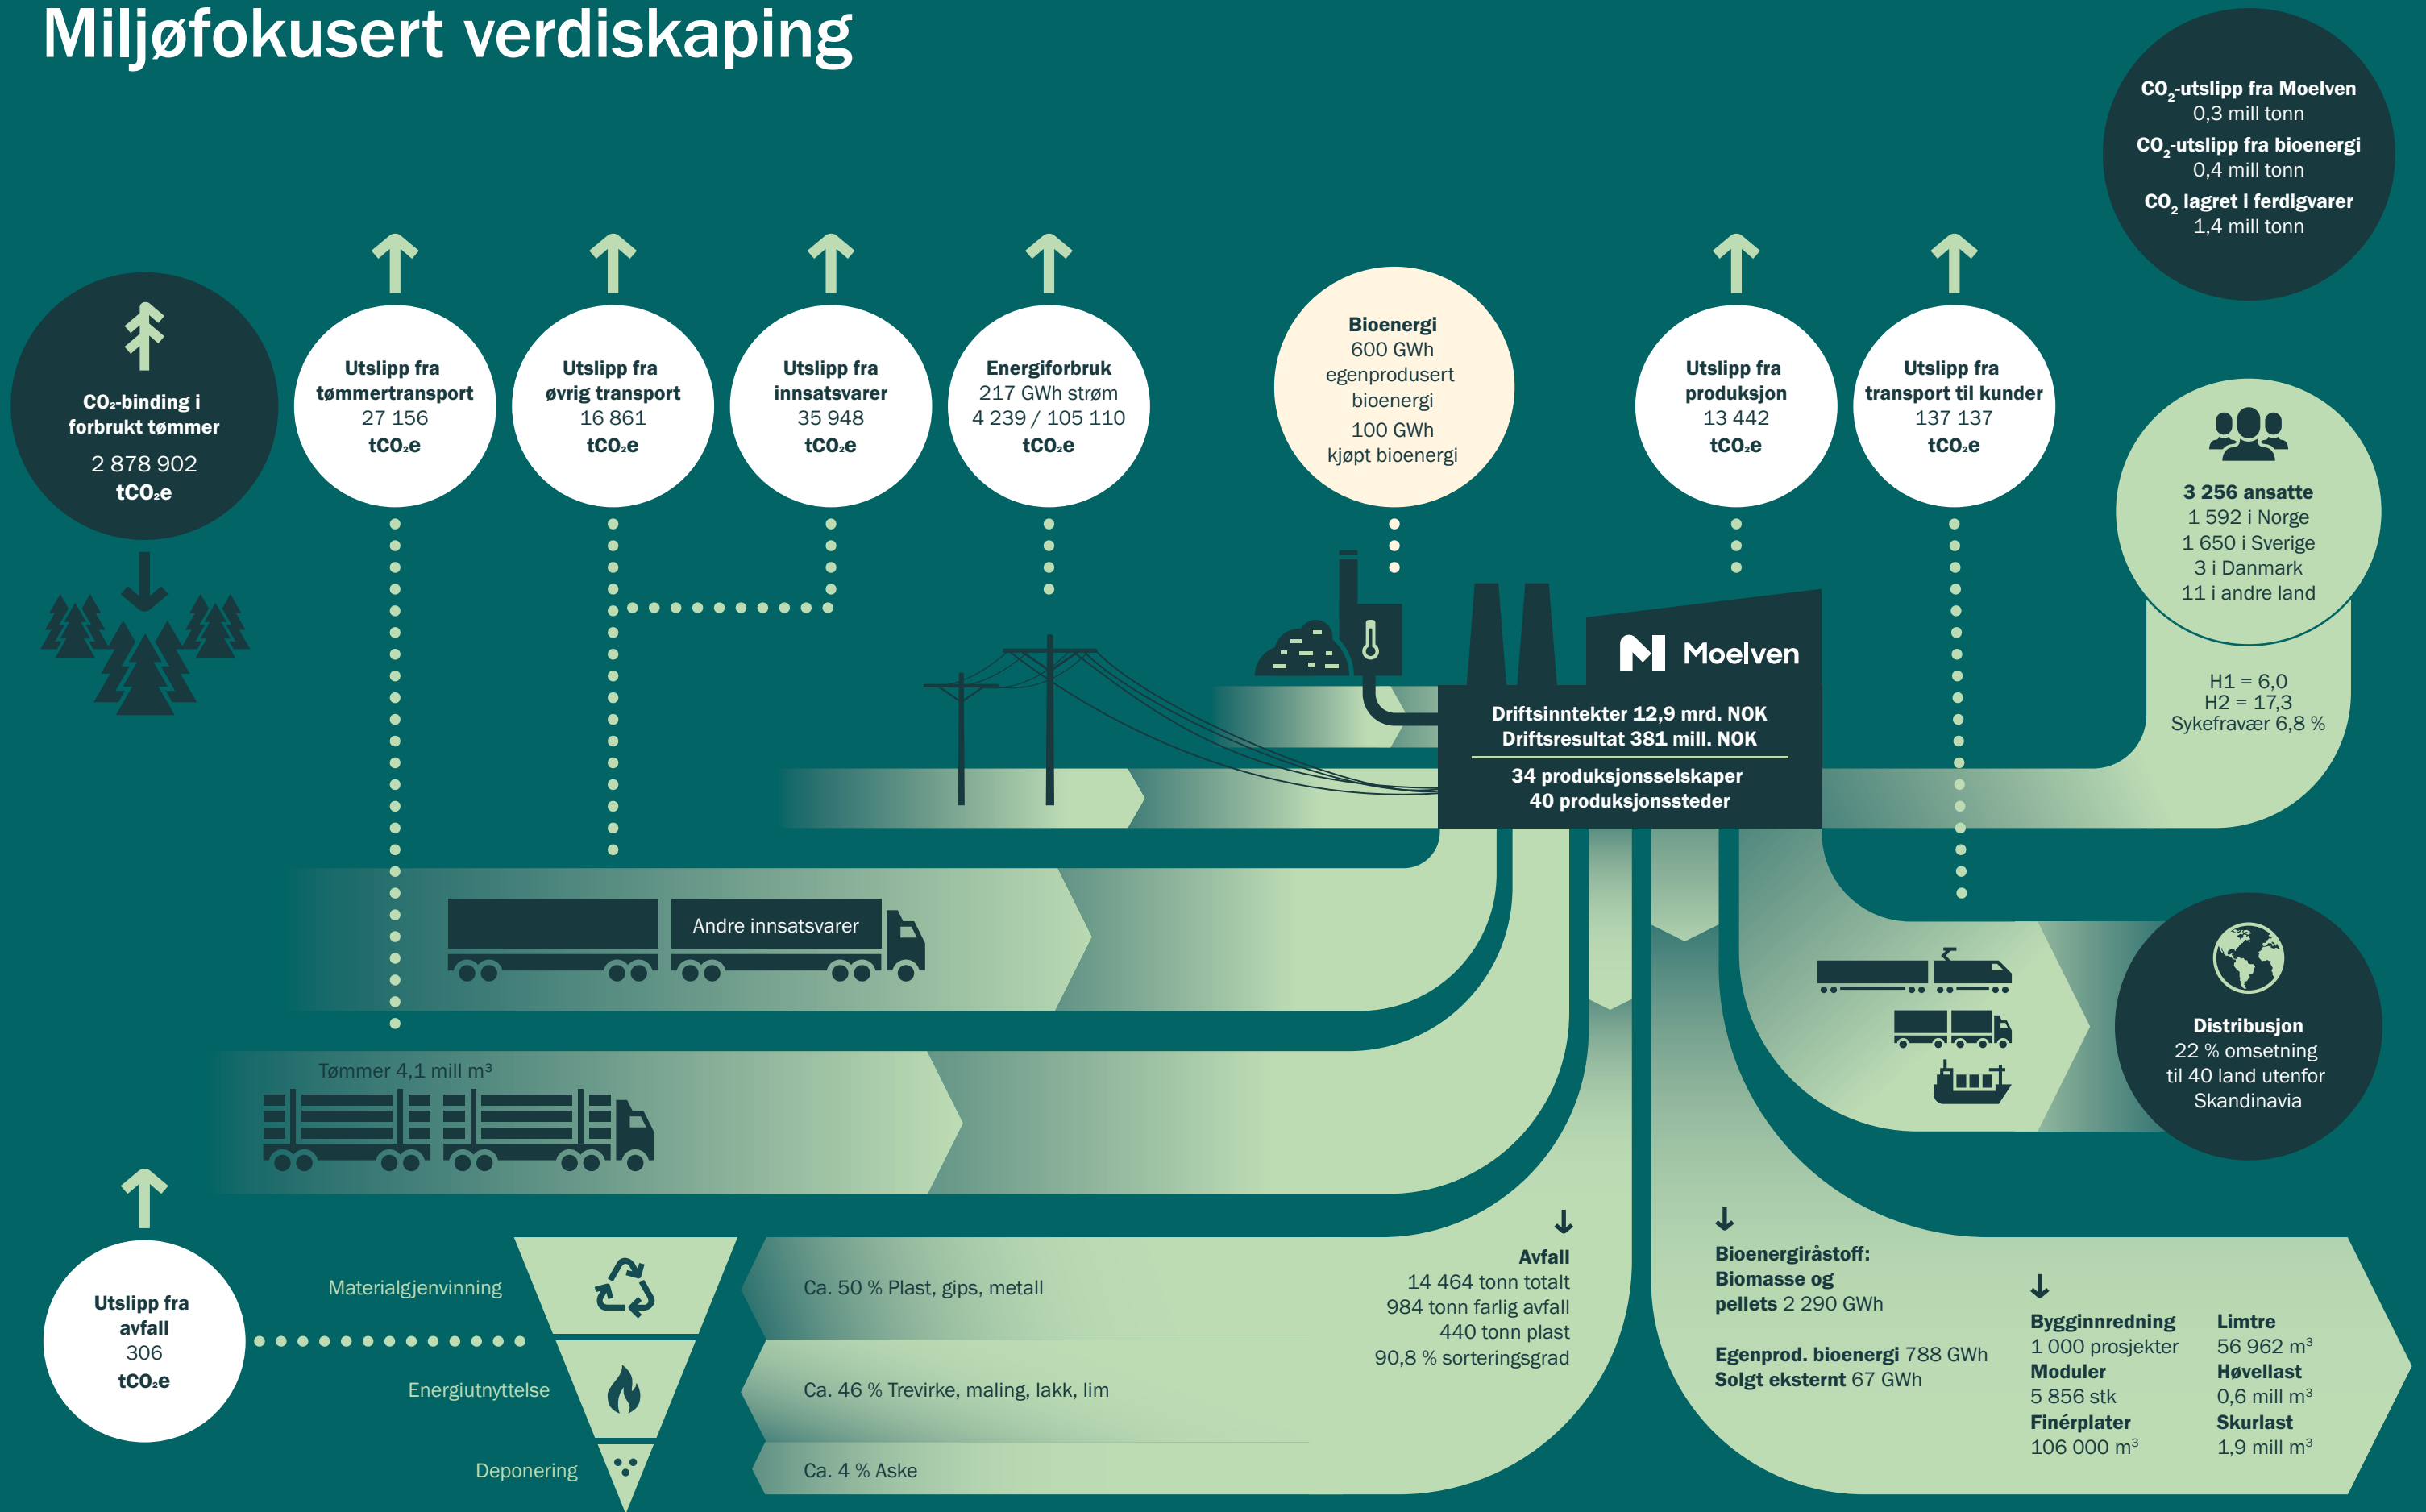 Miljøfokusert verdiskaping
CO₂-utslipp fra Moelven
0,3 mill tonn
CO₂-utslipp fra bioenergi
0,4 mill tonn
CO₂ lagret i ferdigvarer
1,4 mill tonn
CO₂-binding i
forbrukt tømmer
2 878 902
tCO₂e
Utslipp fra
tømmertransport
27 156
tCO₂e
Utslipp fra
øvrig transport
16 861
tCO₂e
Utslipp fra
innsatsvarer
35 948
tCO₂e
Energiforbruk
217 GWh strøm
4 239 / 105 110
tCO₂e
Bioenergi
600 GWh
egenprodusert
bioenergi
100 GWh
kjøpt bioenergi
Utslipp fra
produksjon
13 442
tCO₂e
Utslipp fra
transport til kunder
137 137
tCO₂e
3 256 ansatte
1 592 i Norge
1 650 i Sverige
3 i Danmark
11 i andre land
H1 = 6,0
H2 = 17,3
Sykefravær 6,8 %
Moelven
Driftsinntekter 12,9 mrd. NOK
Driftsresultat 381 mill. NOK
34 produksjonsselskaper
40 produksjonssteder
Andre innsatsvarer
Tømmer 4,1 mill m³
Distribusjon
22 % omsetning
til 40 land utenfor
Skandinavia
Utslipp fra
avfall
306
tCO₂e
Materialgjenvinning
Energiutnyttelse
Deponering
Ca. 50 % Plast, gips, metall
Ca. 46 % Trevirke, maling, lakk, lim
Ca. 4 % Aske
Avfall
14 464 tonn totalt
984 tonn farlig avfall
440 tonn plast
90,8 % sorteringsgrad
Bioenergiråstoff:
Biomasse og
pellets 2 290 GWh
Egenprod. bioenergi 788 GWh
Solgt eksternt 67 GWh
Bygginnredning
1 000 prosjekter
Moduler
5 856 stk
Finérplater
106 000 m³
Limtre
56 962 m³
Høvellast
0,6 mill m³
Skurlast
1,9 mill m³